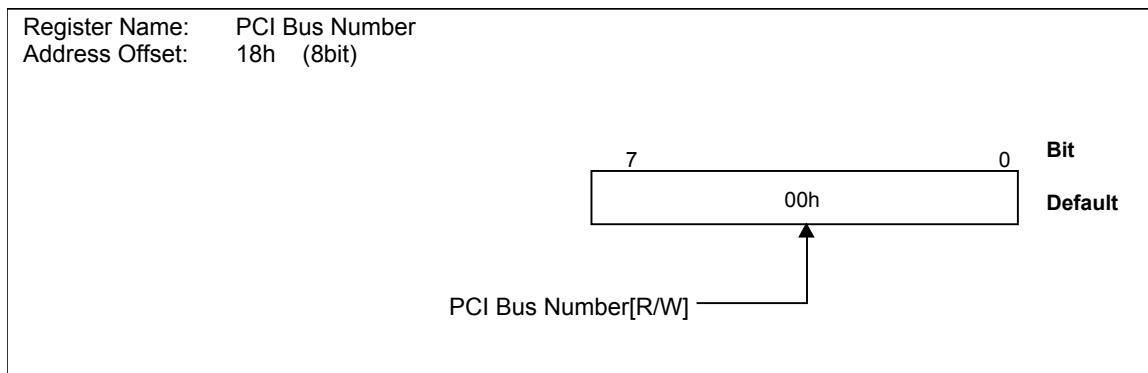 Register Name: PCI Bus Number
Address Offset: 18h (8bit)
7 0 Bit
00h Default
PCI Bus Number[R/W]